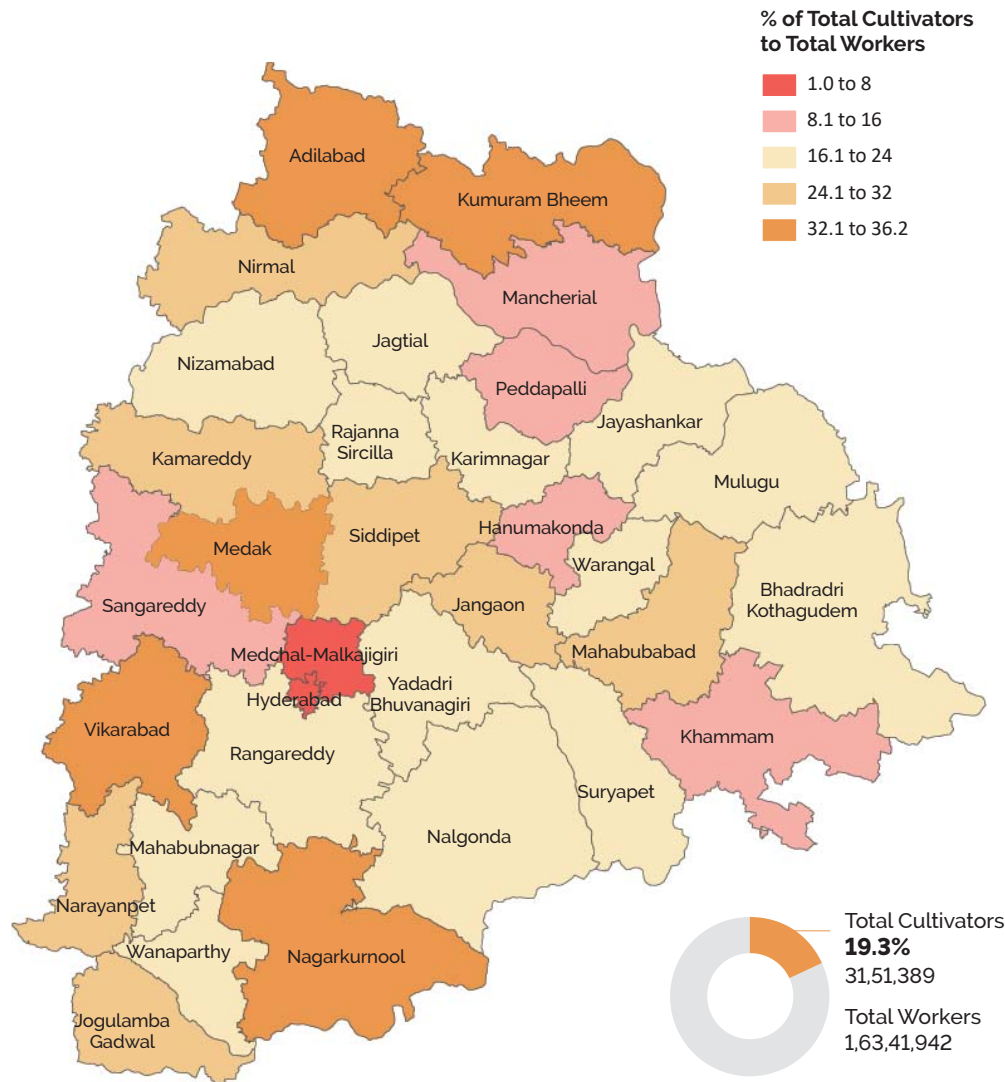 % of Total Cultivators
to Total Workers
1.0 to 8
8.1 to 16
16.1 to 24
24.1 to 32
32.1 to 36.2
Adilabad
Kumuram Bheem
Nirmal
Mancherial
Jagtial
Nizamabad
Peddapalli
Jayashankar
Rajanna
Sircilla
Kamareddy
Karimnagar
Mulugu
Hanumakonda
Siddipet
Medak
Warangal
Bhadradri
Kothagudem
Jangaon
Sangareddy
Mahabubabad
Medchal-Malkajigiri
Yadadri
Bhuvanagiri
Hyderabad
Vikarabad
Khammam
Rangareddy
Suryapet
Nalgonda
Mahabubnagar
Narayanpet
Wanaparthy
Nagarkurnool
Jogulamba
Gadwal
Total Cultivators
19.3%
31,51,389
Total Workers
1,63,41,942